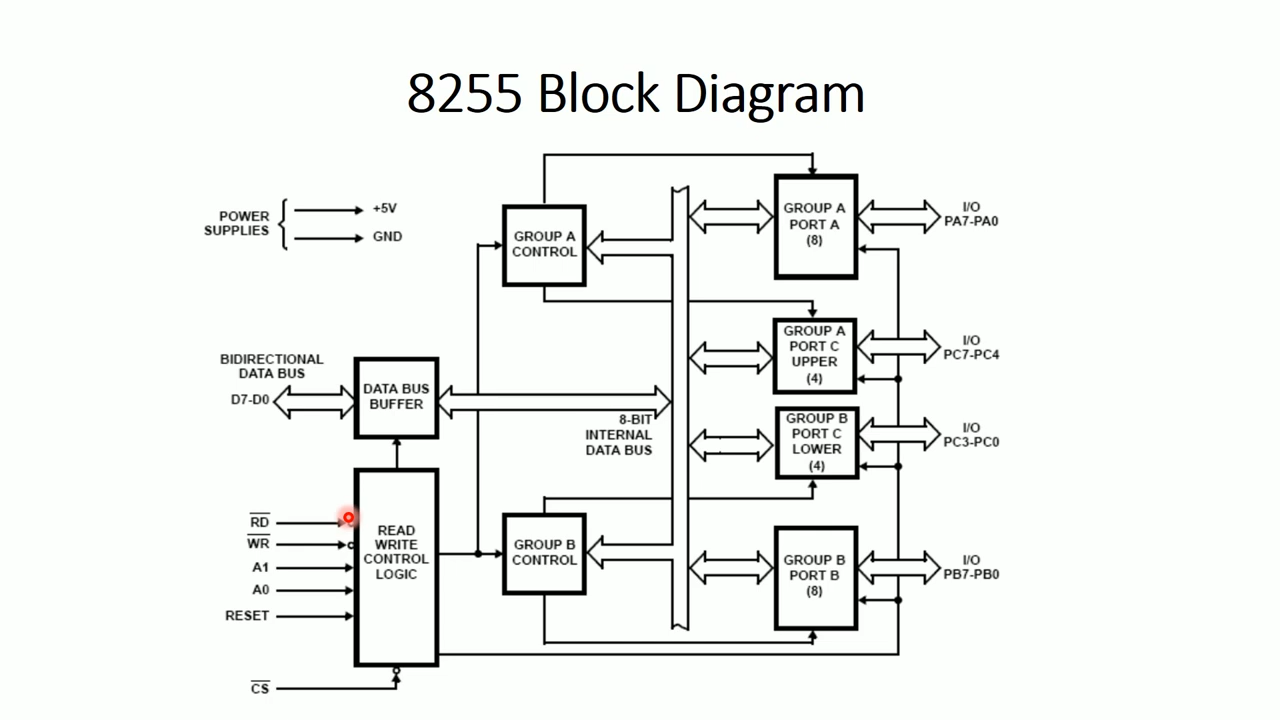 8255 Block Diagram
POWER
SUPPLIES
+5V
GND
GROUP A
CONTROL
GROUP A
PORT A
(8)
I/O
PA7-PA0
GROUP A
PORT C
UPPER
(4)
I/O
PC7-PC4
BIDIRECTIONAL
DATA BUS
D7-D0
DATA BUS
BUFFER
8-BIT
INTERNAL
DATA BUS
GROUP B
PORT C
LOWER
(4)
I/O
PC3-PC0
RD
WR
A1
A0
RESET
CS
READ
WRITE
CONTROL
LOGIC
GROUP B
CONTROL
GROUP B
PORT B
(8)
I/O
PB7-PB0